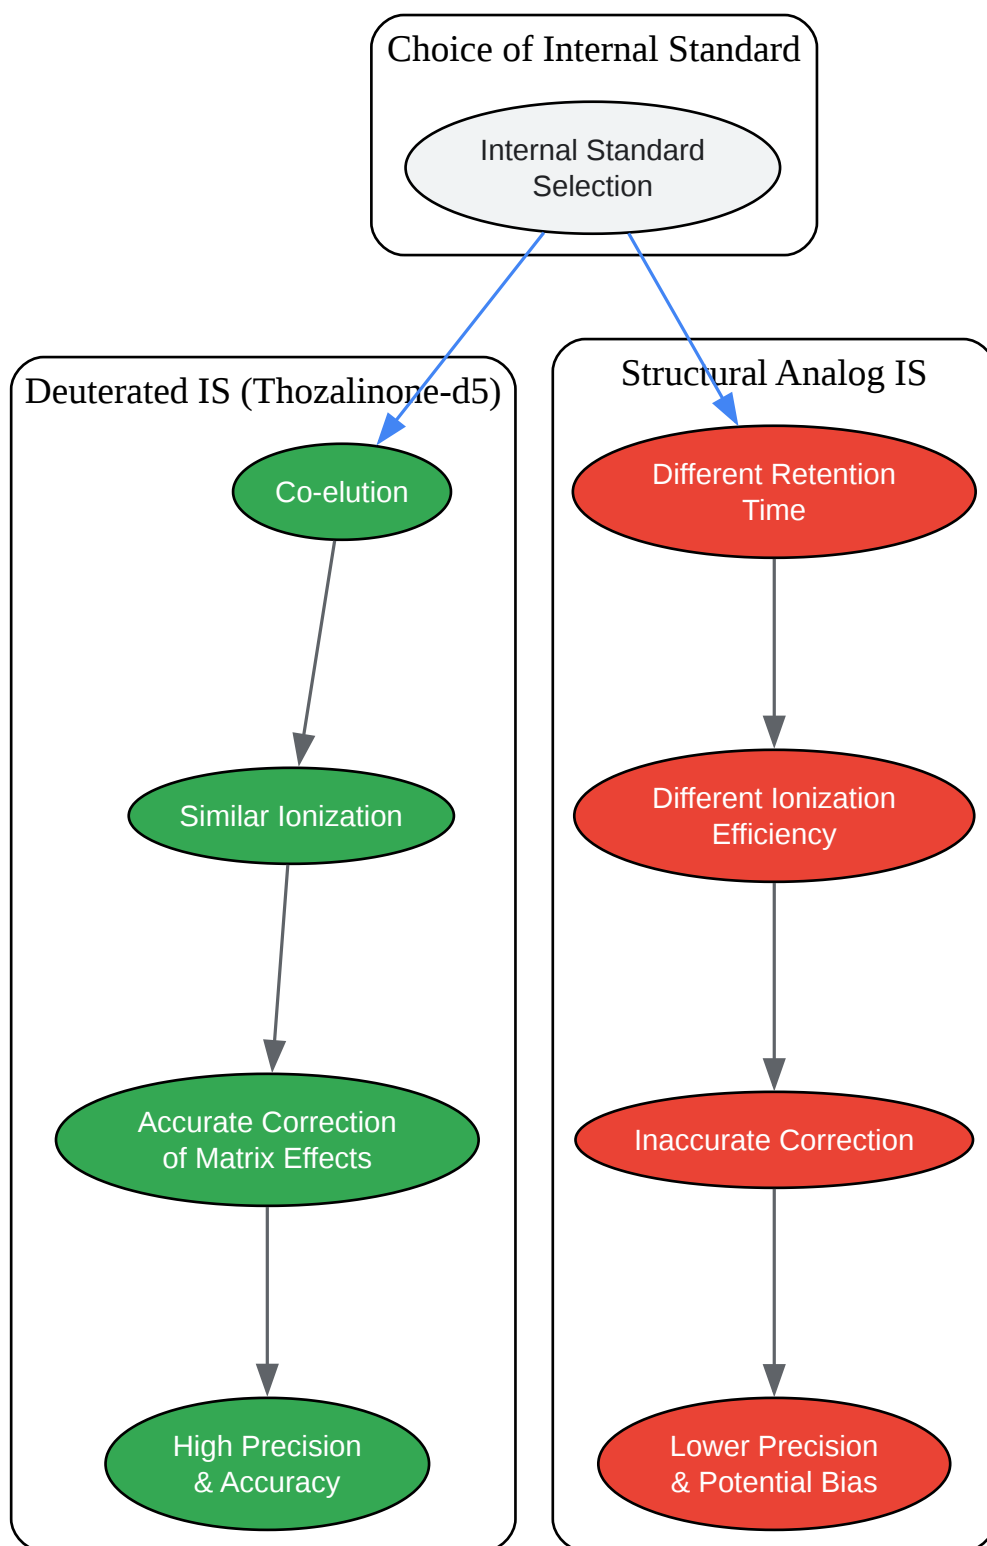 Choice of Internal Standard
Internal Standard
Selection
Deuterated IS (Thozalinone-d5)
Co-elution
Similar Ionization
Accurate Correction
of Matrix Effects
High Precision
& Accuracy
Structural Analog IS
Different Retention
Time
Different Ionization
Efficiency
Inaccurate Correction
Lower Precision
& Potential Bias